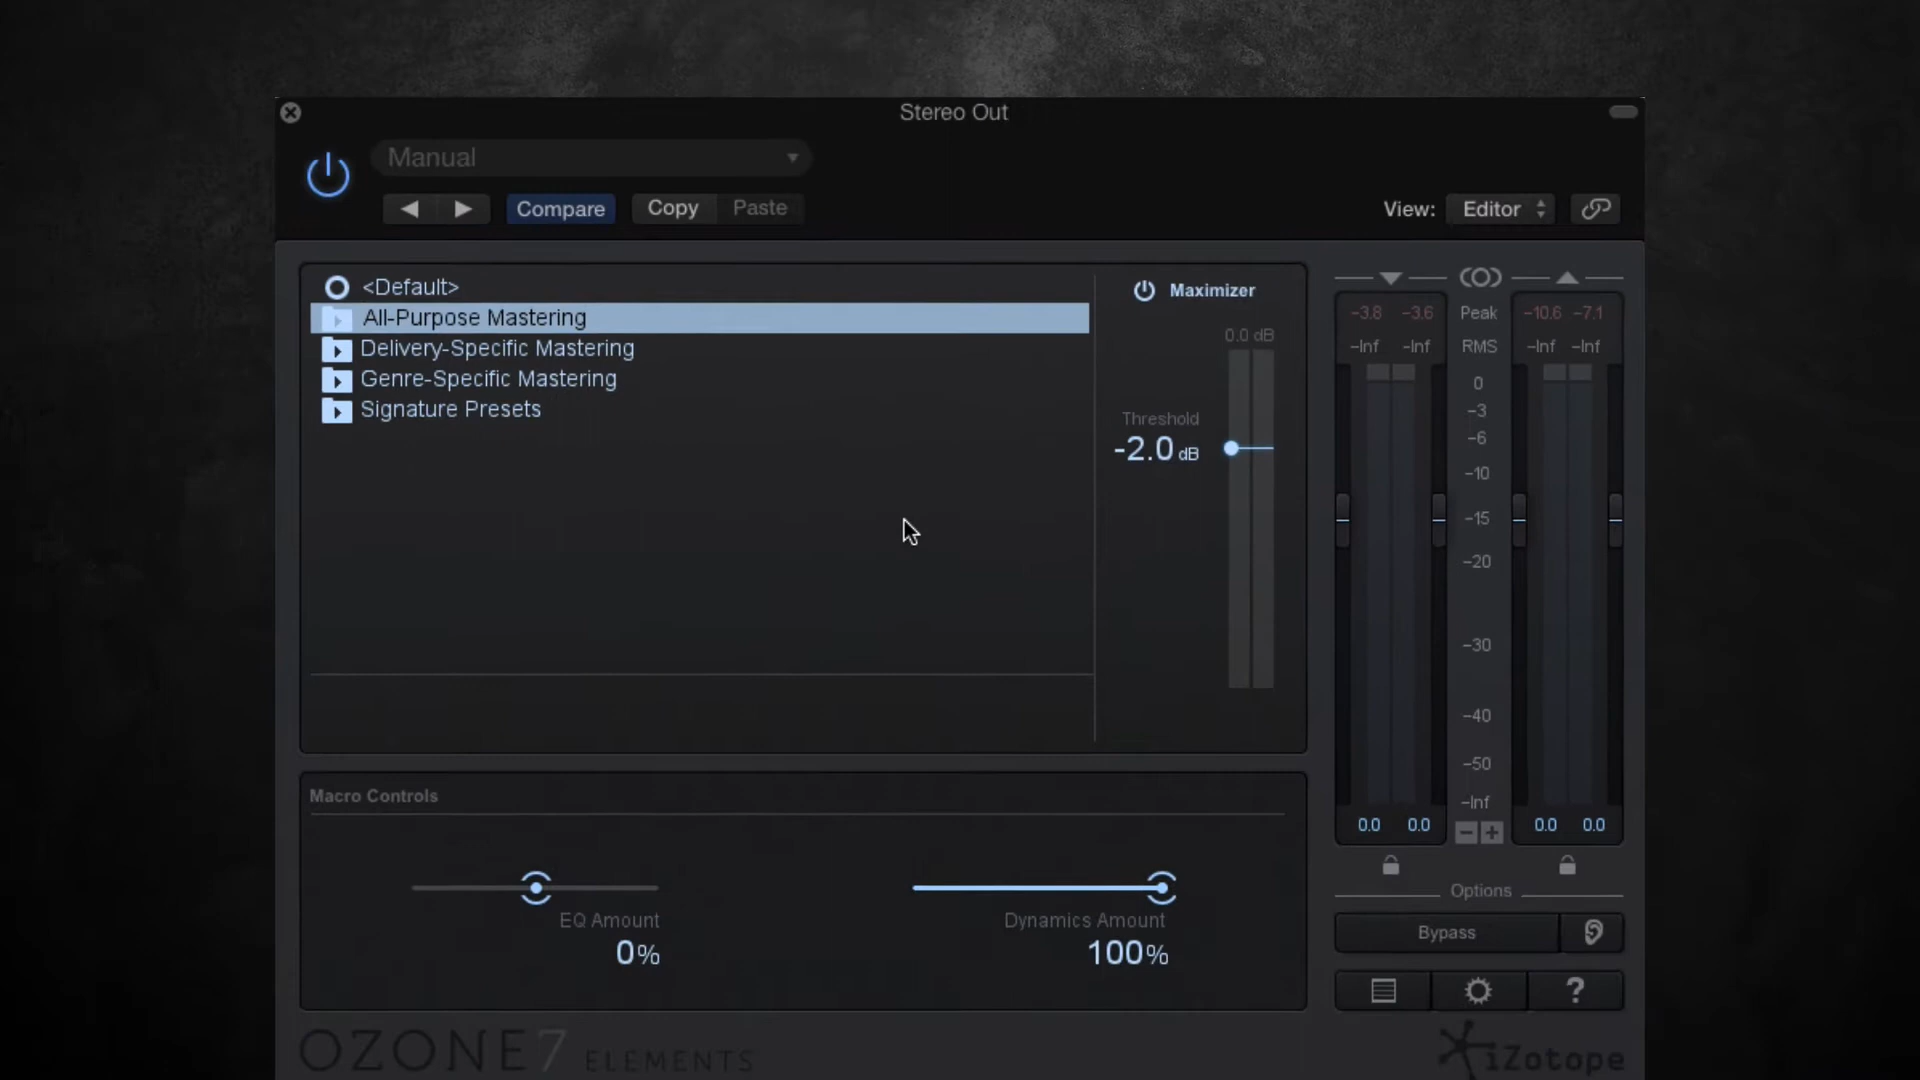 Stereo Out
Manual
Compare
Copy
Paste
View:
Editor
<Default>
All-Purpose Mastering
Delivery-Specific Mastering
Genre-Specific Mastering
Signature Presets
Maximizer
0.0 dB
Threshold
-2.0 dB
-3.8 -3.6 Peak -10.6 -7.1
-Inf -Inf RMS -Inf -Inf
0
-3
-6
-10
-15
-20
-30
-40
-50
-Inf
0.0 0.0 0.0 0.0
Options
Bypass
?
Macro Controls
EQ Amount
0%
Dynamics Amount
100%
OZONE 7 ELEMENTS
iZotope